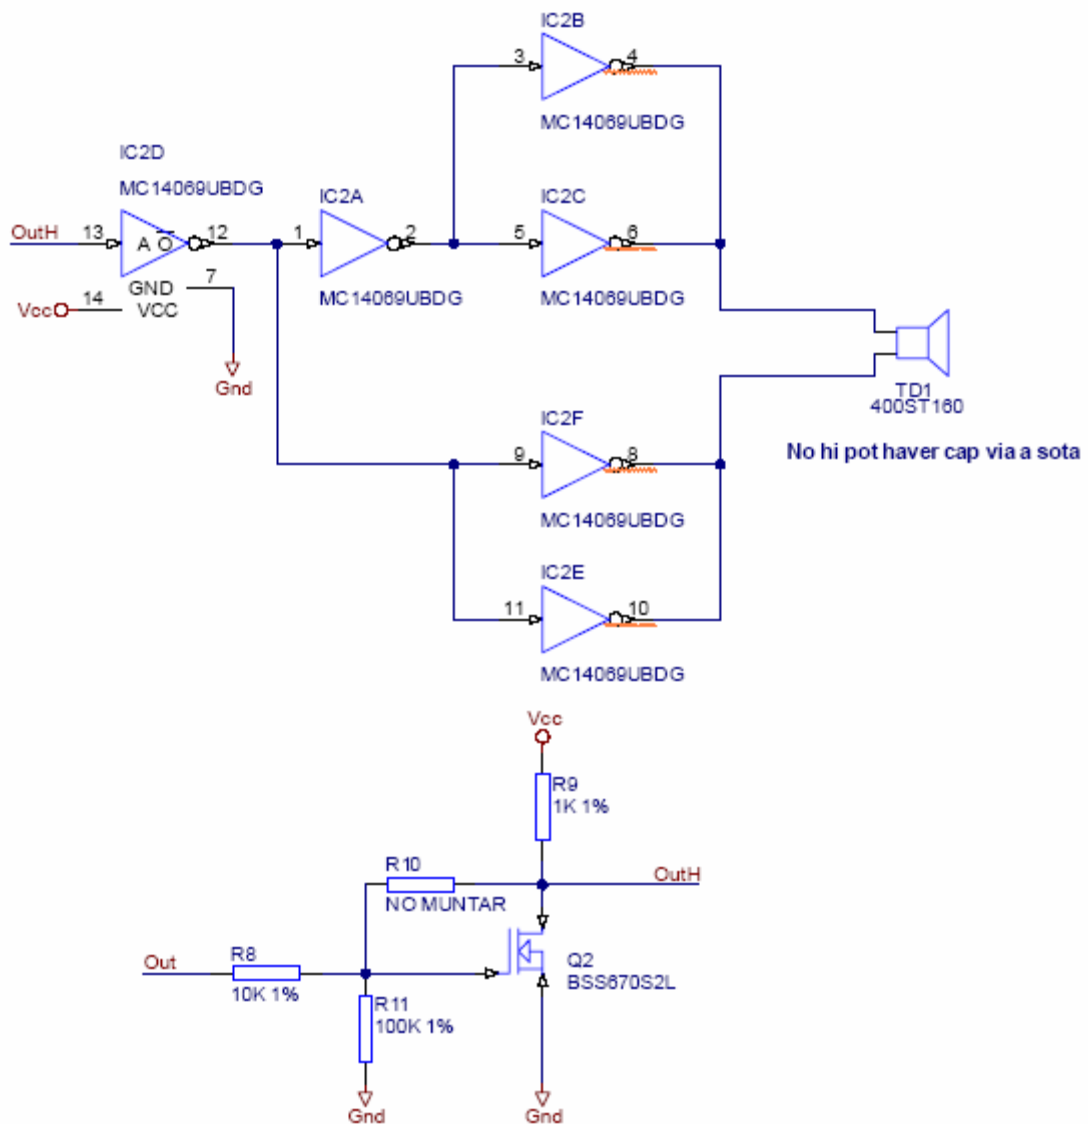 IC2B
3
4
MC14069UBDG
IC2D
MC14069UBDG
IC2A
IC2C
OutH
13
A O̅
12
1
2
5
6
GND
7
MC14069UBDG
MC14069UBDG
Vcc
14
VCC
Gnd
TD1
400ST160
IC2F
No hi pot haver cap via a sota
9
8
MC14069UBDG
IC2E
11
10
MC14069UBDG
Vcc
R9
1K 1%
R10
OutH
NO MUNTAR
Out
R8
Q2
BSS670S2L
10K 1%
R11
100K 1%
Gnd
Gnd